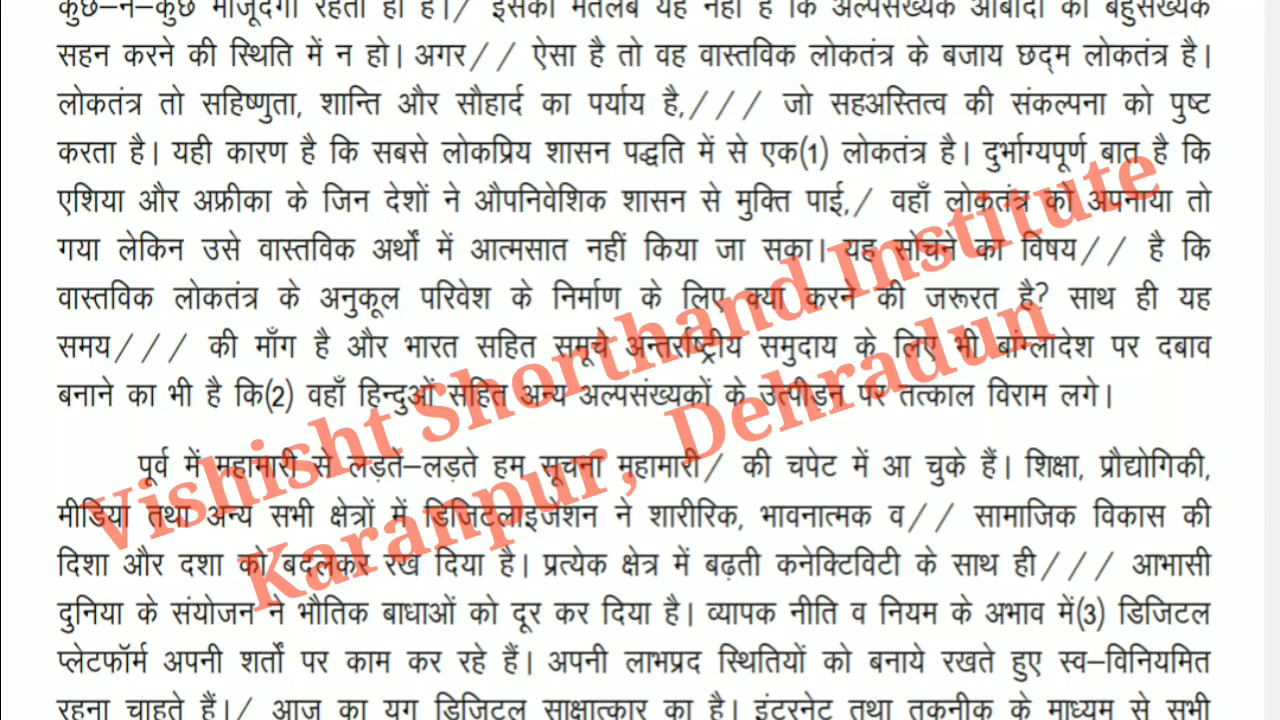 कुछ-न-कुछ मौजूदगी रहती ही है।/ इसका मतलब यह नहीं है कि अल्पसंख्यक आबादी को बहुसंख्यक
सहन करने की स्थिति में न हो। अगर// ऐसा है तो वह वास्तविक लोकतंत्र के बजाय छद्म लोकतंत्र है।
लोकतंत्र तो सहिष्णुता, शान्ति और सौहार्द का पर्याय है,/// जो सहअस्तित्व की संकल्पना को पुष्ट
करता है। यही कारण है कि सबसे लोकप्रिय शासन पद्धति में से एक(1) लोकतंत्र है। दुर्भाग्यपूर्ण बात है कि
एशिया और अफ्रीका के जिन देशों ने औपनिवेशिक शासन से मुक्ति पाई,/ वहाँ लोकतंत्र को अपनाया तो
गया लेकिन उसे वास्तविक अर्थों में आत्मसात नहीं किया जा सका। यह सोचने का विषय// है कि
वास्तविक लोकतंत्र के अनुकूल परिवेश के निर्माण के लिए क्या करने की जरूरत है? साथ ही यह
समय/// की माँग है और भारत सहित समूचे अन्तर्राष्ट्रीय समुदाय के लिए भी बांग्लादेश पर दबाव
बनाने का भी है कि(2) वहाँ हिन्दुओं सहित अन्य अल्पसंख्यकों के उत्पीड़न पर तत्काल विराम लगे।
पूर्व में महामारी से लड़ते-लड़ते हम सूचना महामारी/ की चपेट में आ चुके हैं। शिक्षा, प्रौद्योगिकी,
मीडिया तथा अन्य सभी क्षेत्रों में डिजिटलाइजेशन ने शारीरिक, भावनात्मक व// सामाजिक विकास की
दिशा और दशा को बदलकर रख दिया है। प्रत्येक क्षेत्र में बढ़ती कनेक्टिविटी के साथ ही/// आभासी
दुनिया के संयोजन ने भौतिक बाधाओं को दूर कर दिया है। व्यापक नीति व नियम के अभाव में(3) डिजिटल
प्लेटफॉर्म अपनी शर्तों पर काम कर रहे हैं। अपनी लाभप्रद स्थितियों को बनाये रखते हुए स्व-विनियमित
रहना चाहते हैं।/ आज का युग डिजिटल साक्षात्कार का है। इंटरनेट तथा तकनीक के माध्यम से सभी
Vishisht Shorthand Institute
Karanpur, Dehradun